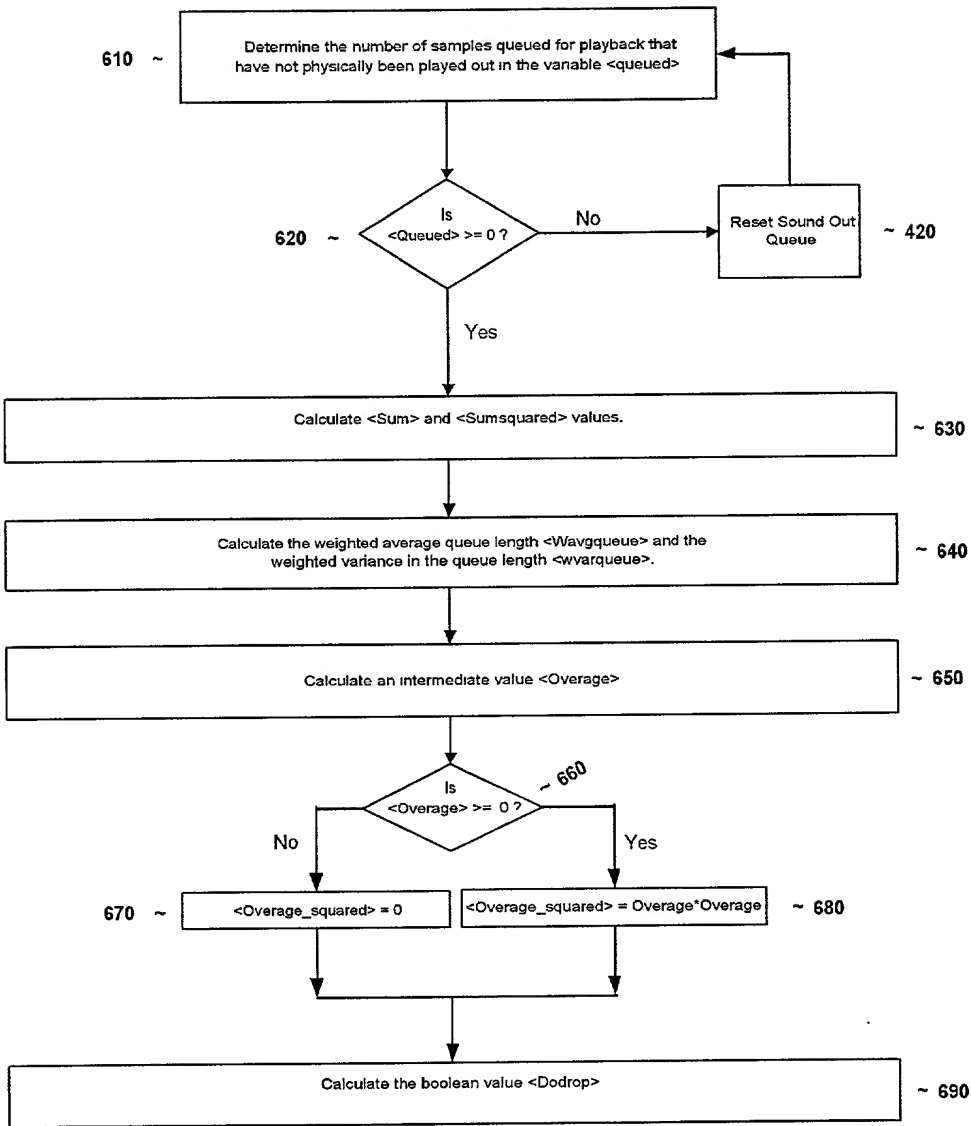 610 ~
Determine the number of samples queued for playback that
have not physically been played out in the variable <queued>
620 ~
Is
<Queued> >= 0 ?
No
Reset Sound Out
Queue
~ 420
Yes
Calculate <Sum> and <Sumsquared> values.
~ 630
Calculate the weighted average queue length <Wavgqueue> and the
weighted variance in the queue length <wvarqueue>.
~ 640
Calculate an intermediate value <Overage>
~ 650
Is
<Overage> >= 0 ?
~ 660
No
Yes
670 ~
<Overage_squared> = 0
<Overage_squared> = Overage*Overage
~ 680
Calculate the boolean value <Dodrop>
~ 690